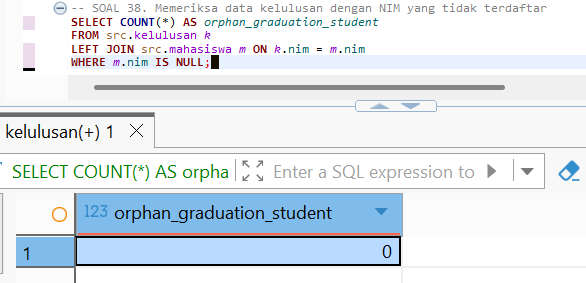 -- SOAL 38. Memeriksa data kelulusan dengan NIM yang tidak terdaftar
SELECT COUNT(*) AS orphan_graduation_student
FROM src.kelulusan k
LEFT JOIN src.mahasiswa m ON k.nim = m.nim
WHERE m.nim IS NULL;
kelulusan(+) 1
SELECT COUNT(*) AS orpha
Enter a SQL expression to
123 orphan_graduation_student
1
0